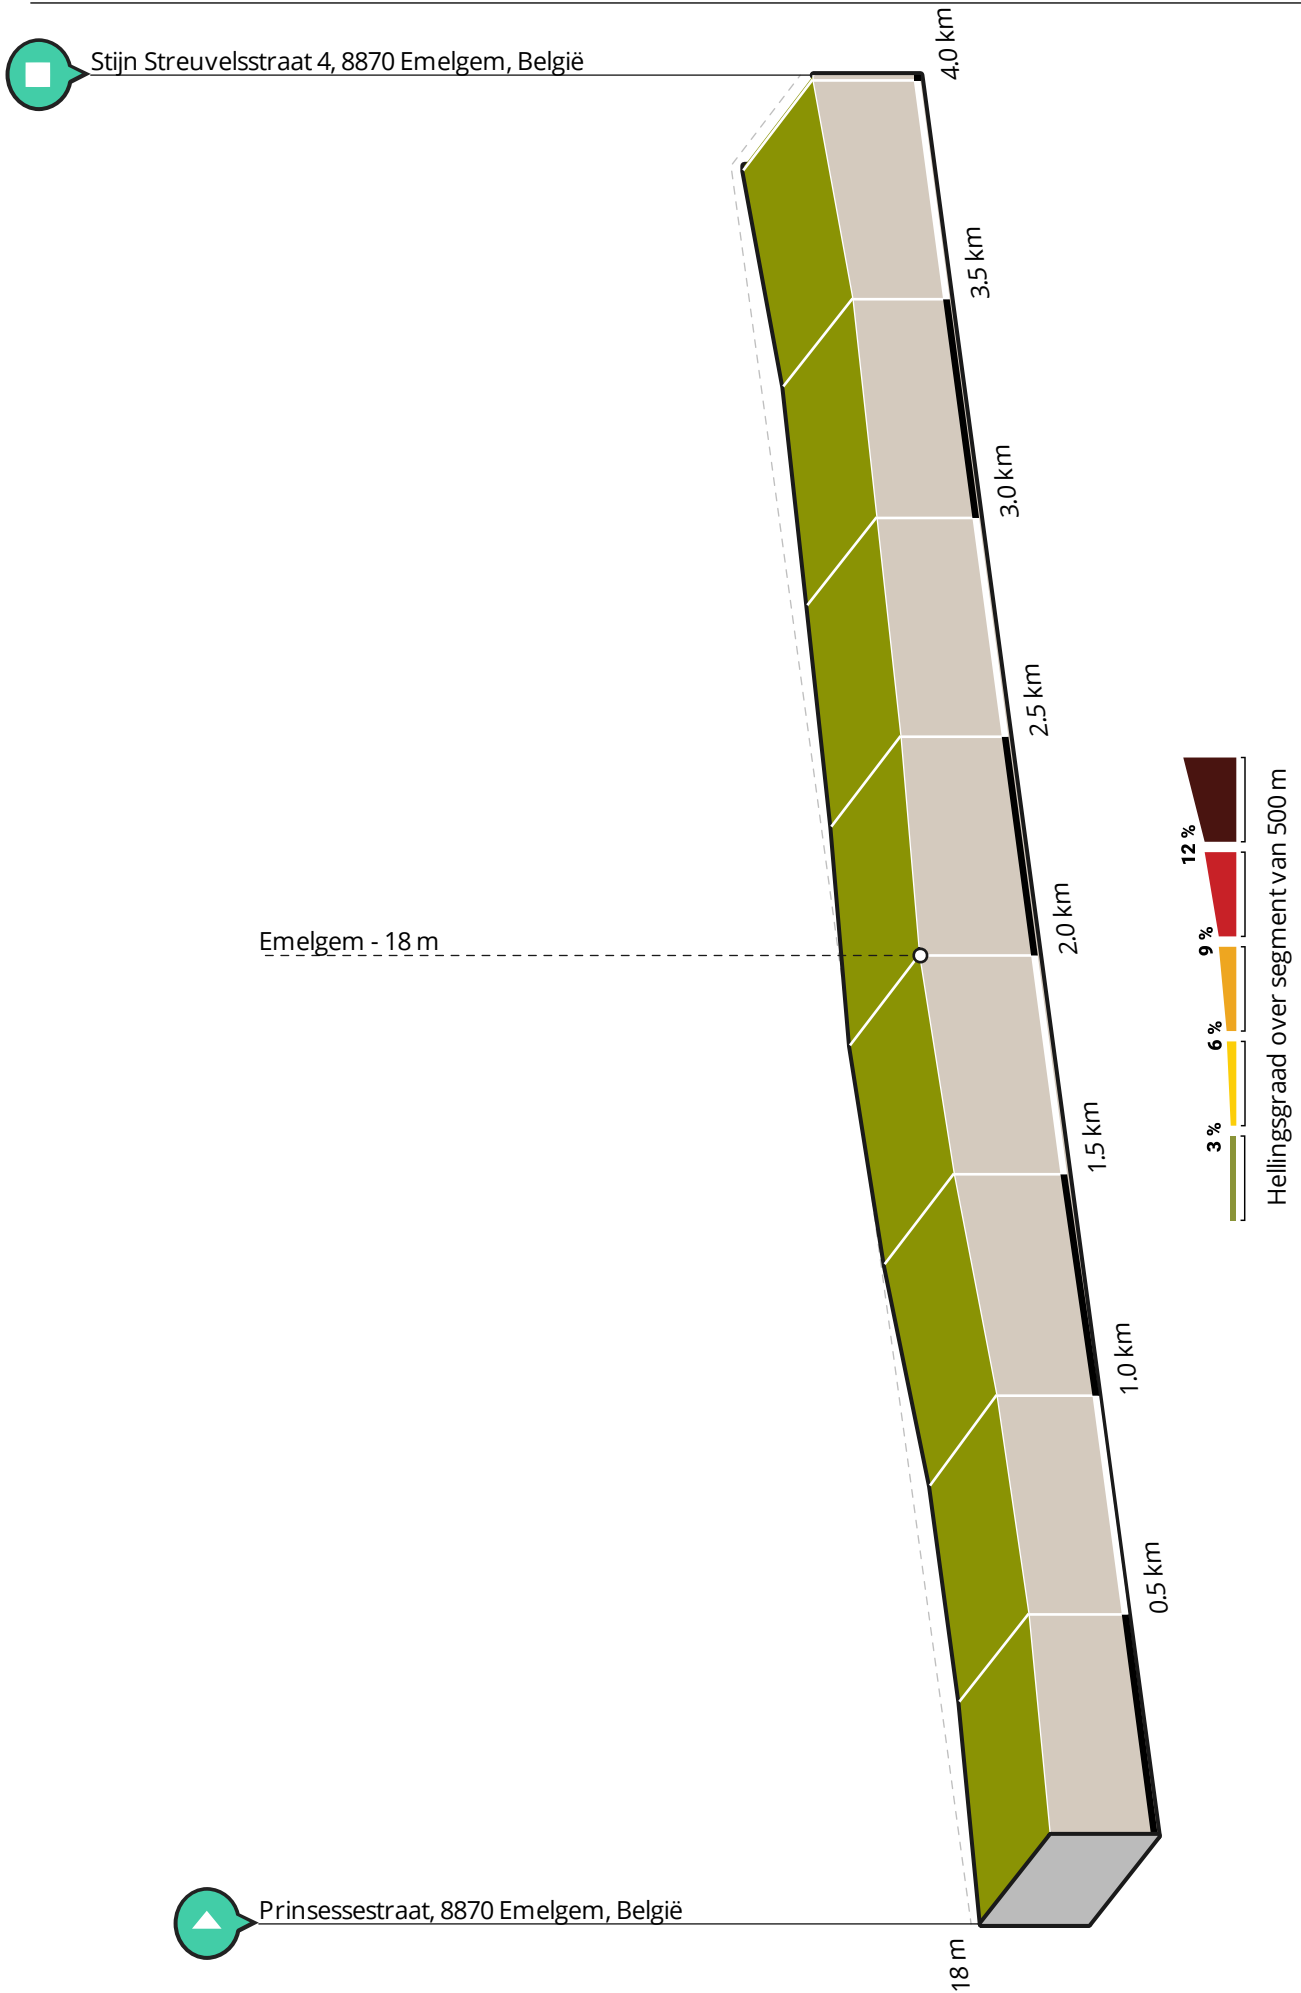 Stijn Streuvelsstraat 4, 8870 Emelgem, België
4.0 km
3.5 km
3.0 km
2.5 km
Emelgem - 18 m
2.0 km
1.5 km
1.0 km
0.5 km
Prinsessestraat, 8870 Emelgem, België
18 m
3 %
6 %
9 %
12 %
Hellingsgraad over segment van 500 m